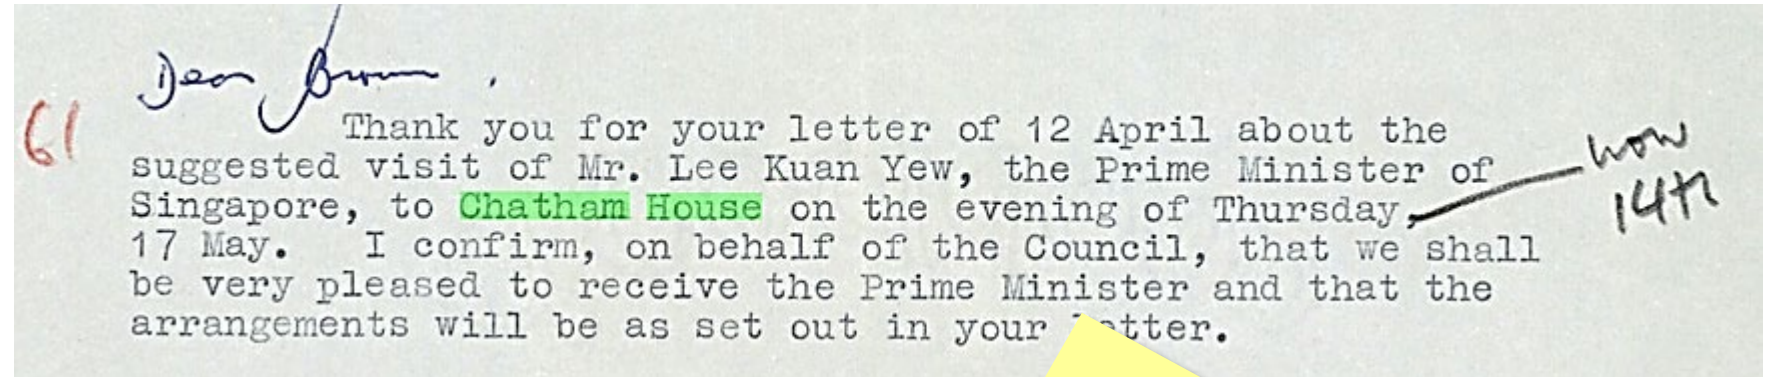 Dear Brown.
61
Thank you for your letter of 12 April about the
suggested visit of Mr. Lee Kuan Yew, the Prime Minister of
Singapore, to Chatham House on the evening of Thursday,
17 May. I confirm, on behalf of the Council, that we shall
be very pleased to receive the Prime Minister and that the
arrangements will be as set out in your letter.
now
14th